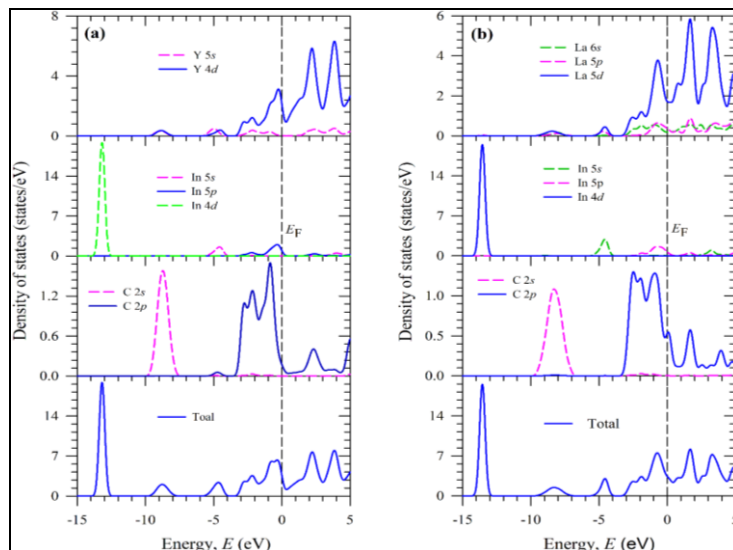 (a)
Y 5s
Y 4d
8
4
0
In 5s
In 5p
In 4d
EF
14
7
0
C 2s
C 2p
1.2
0.6
0.0
Toal
14
7
0
-15 -10 -5 0 5
Energy, E (eV)
Density of states (states/eV)
(b)
La 6s
La 5p
La 5d
6
4
2
0
In 5s
In 5p
In 4d
EF
14
7
0
C 2s
C 2p
1.0
0.5
0.0
Total
14
7
0
-15 -10 -5 0 5
Energy, E (eV)
Density of states (states/eV)